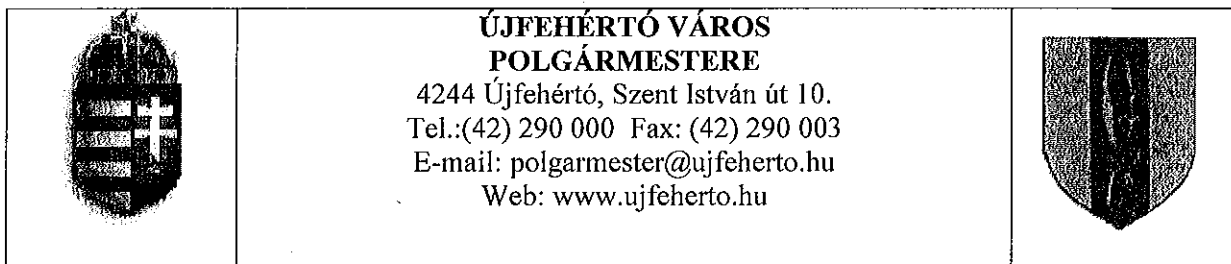 ÚJFEHÉRTÓ VÁROS
POLGÁRMESTERE
4244 Újfehértó, Szent István út 10.
Tel.:(42) 290 000 Fax: (42) 290 003
E-mail: polgarmester@ujfeherto.hu
Web: www.ujfeherto.hu